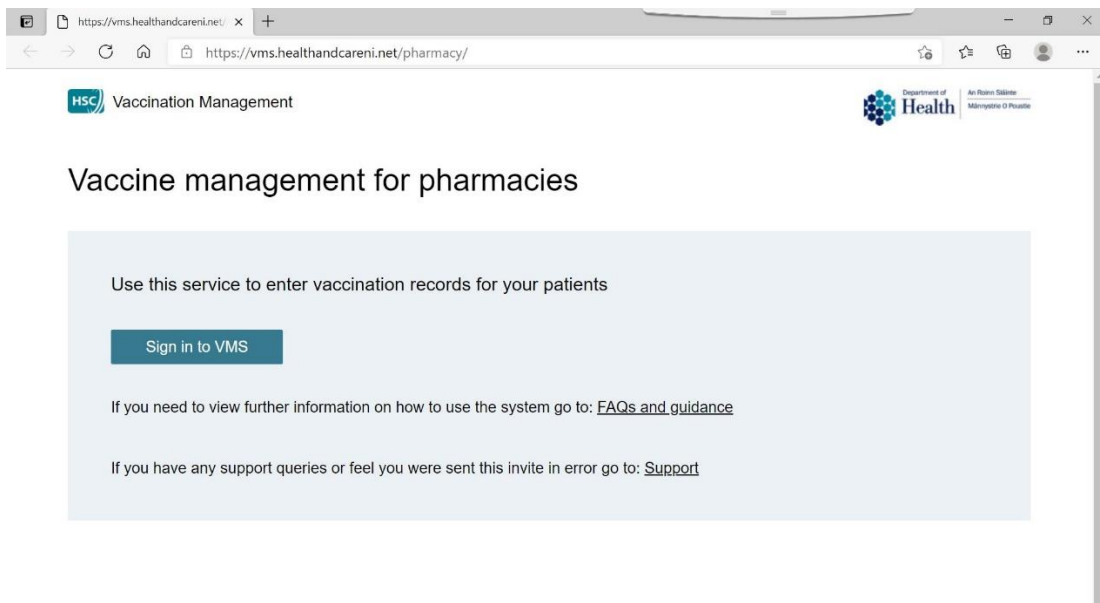 https://vms.healthandcareni.net/
https://vms.healthandcareni.net/pharmacy/
HSC Vaccination Management
Department of
Health
An Roinn Sláinte
Männystrie O Poustie
Vaccine management for pharmacies
Use this service to enter vaccination records for your patients
Sign in to VMS
If you need to view further information on how to use the system go to: FAQs and guidance
If you have any support queries or feel you were sent this invite in error go to: Support